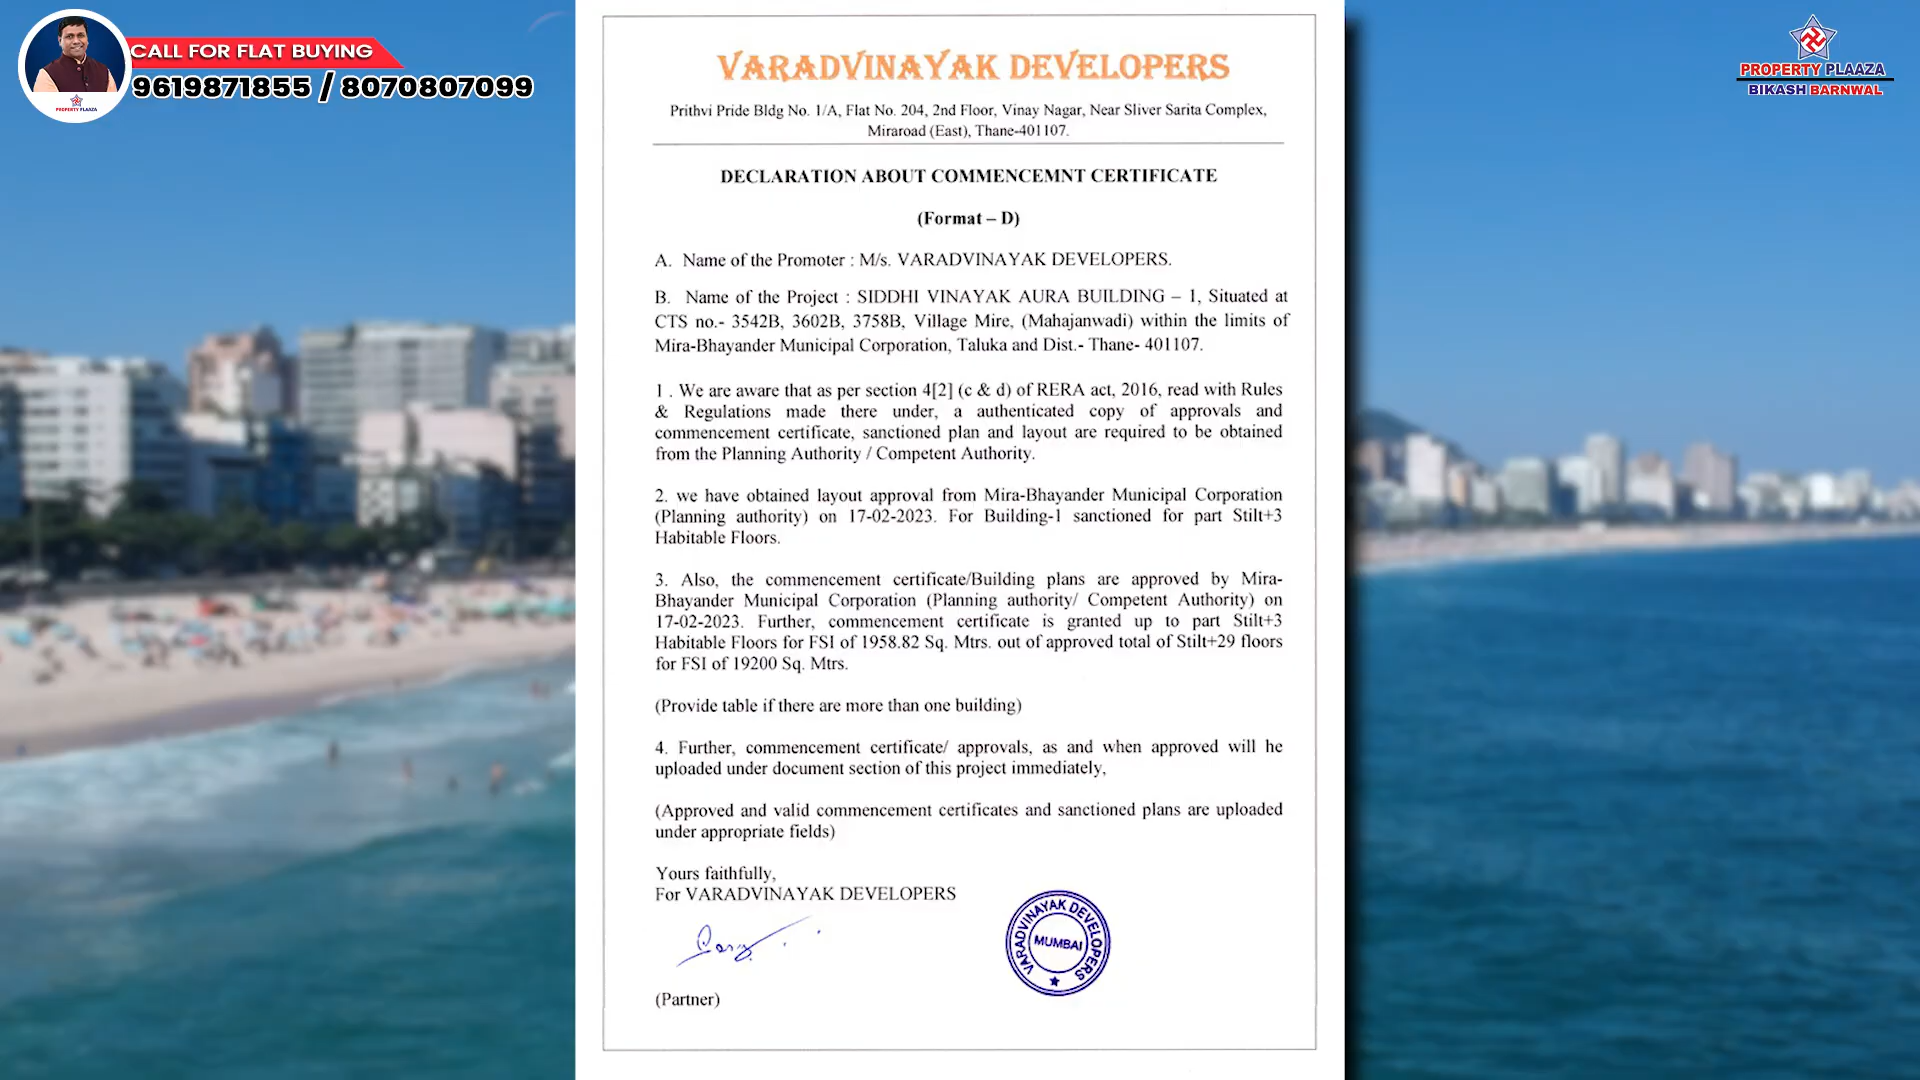 CALL FOR FLAT BUYING
9619871855 / 8070807099
PROPERTY PLAAZA
PROPERTY PLAAZA
BIKASH BARNWAL
VARADVINAYAK DEVELOPERS
Prithvi Pride Bldg No. 1/A, Flat No. 204, 2nd Floor, Vinay Nagar, Near Sliver Sarita Complex,
Miraroad (East), Thane-401107.
DECLARATION ABOUT COMMENCEMNT CERTIFICATE
(Format – D)
A. Name of the Promoter : M/s. VARADVINAYAK DEVELOPERS.
B. Name of the Project : SIDDHI VINAYAK AURA BUILDING – 1, Situated at
CTS no.- 3542B, 3602B, 3758B, Village Mire, (Mahajanwadi) within the limits of
Mira-Bhayander Municipal Corporation, Taluka and Dist.- Thane- 401107.
1 . We are aware that as per section 4[2] (c & d) of RERA act, 2016, read with Rules
& Regulations made there under, a authenticated copy of approvals and
commencement certificate, sanctioned plan and layout are required to be obtained
from the Planning Authority / Competent Authority.
2. we have obtained layout approval from Mira-Bhayander Municipal Corporation
(Planning authority) on 17-02-2023. For Building-1 sanctioned for part Stilt+3
Habitable Floors.
3. Also, the commencement certificate/Building plans are approved by Mira-
Bhayander Municipal Corporation (Planning authority/ Competent Authority) on
17-02-2023. Further, commencement certificate is granted up to part Stilt+3
Habitable Floors for FSI of 1958.82 Sq. Mtrs. out of approved total of Stilt+29 floors
for FSI of 19200 Sq. Mtrs.
(Provide table if there are more than one building)
4. Further, commencement certificate/ approvals, as and when approved will he
uploaded under document section of this project immediately,
(Approved and valid commencement certificates and sanctioned plans are uploaded
under appropriate fields)
Yours faithfully,
For VARADVINAYAK DEVELOPERS
VARADVINAYAK DEVELOPERS
MUMBAI
(Partner)